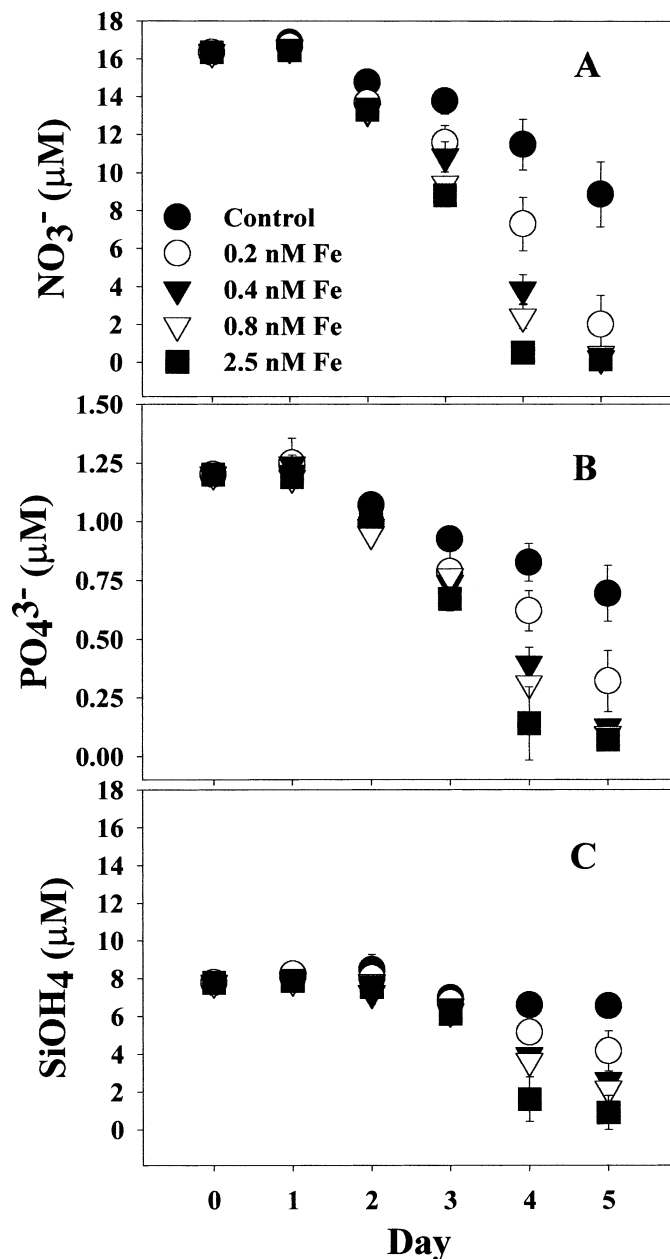 18
16
14
12
10
8
6
4
2
0
NO₃⁻ (µM)
A
Control
0.2 nM Fe
0.4 nM Fe
0.8 nM Fe
2.5 nM Fe
1.50
1.25
1.00
0.75
0.50
0.25
0.00
PO₄³⁻ (µM)
B
18
16
14
12
10
8
6
4
2
0
SiOH₄ (µM)
C
0 1 2 3 4 5
Day